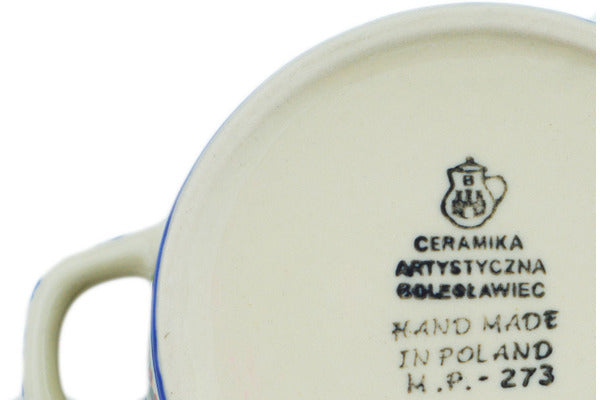 B
CERAMIKA
ARTYSTYCZNA
BOLESŁAWIEC
HAND MADE
IN POLAND
M.P.-273